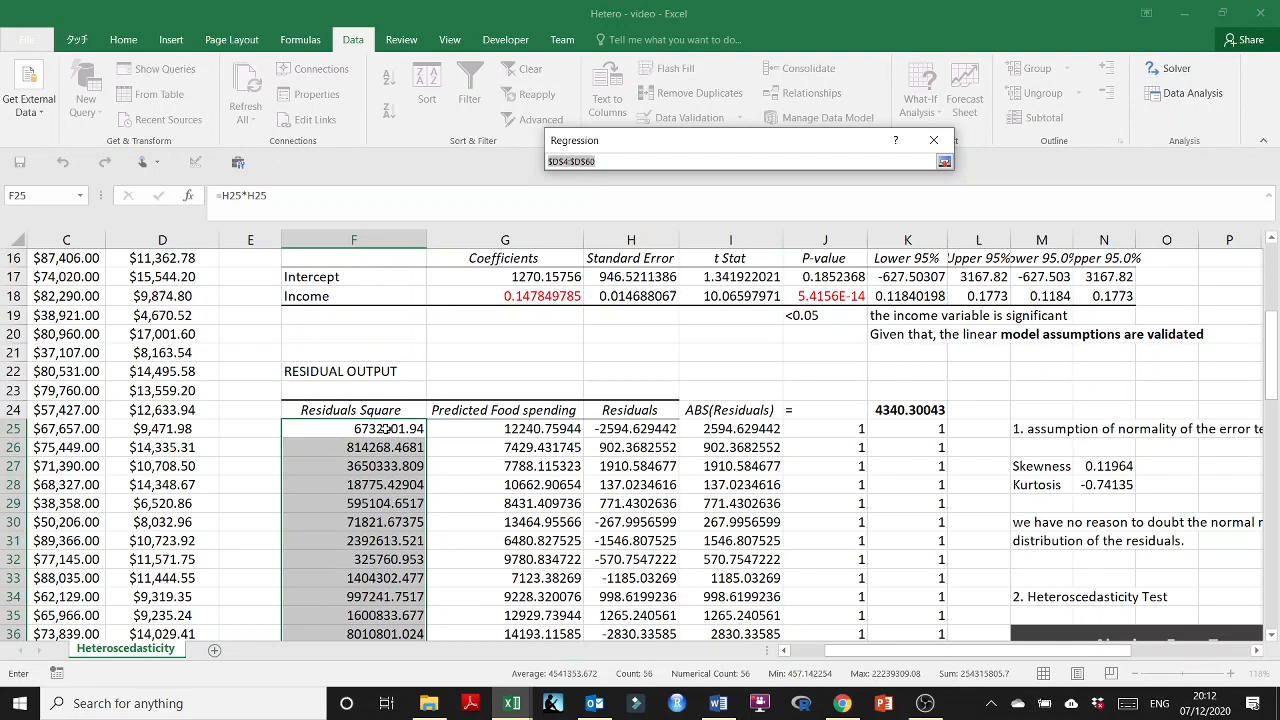 Hetero - video - Excel
File タッチ Home Insert Page Layout Formulas Data Review View Developer Team Tell me what you want to do... Share
Get External Data
New Query
Show Queries
From Table
Recent Sources
Get & Transform
Refresh All
Connections
Properties
Edit Links
Connections
Sort
Filter
Clear
Reapply
Advanced
Sort & Filter
Text to Columns
Flash Fill
Remove Duplicates
Data Validation
Consolidate
Relationships
Manage Data Model
What-If Analysis
Forecast Sheet
Group
Ungroup
Subtotal
Outline
Solver
Data Analysis
Analysis
Regression ?
$D$4:$D$60
F25 fx =H25*H25
C D E F G H I J K L M N O P
16 $87,406.00 $11,362.78 Coefficients Standard Error t Stat P-value Lower 95%
17 $74,020.00 $15,544.20 Intercept 1270.15756 946.5211386 1.341922021 0.1852368 -627.50307 3167.82 -627.503 3167.82
18 $82,290.00 $9,874.80 Income 0.147849785 0.014688067 10.06597971 5.4156E-14 0.11840198 0.1773 0.1184 0.1773
19 $38,921.00 $4,670.52 <0.05 the income variable is significant
20 $80,960.00 $17,001.60 Given that, the linear model assumptions are validated
21 $37,107.00 $8,163.54
22 $80,531.00 $14,495.58 RESIDUAL OUTPUT
23 $79,760.00 $13,559.20
24 $57,427.00 $12,633.94 Residuals Square Predicted Food spending Residuals ABS(Residuals) = 4340.30043
25 $67,657.00 $9,471.98 12240.75944 -2594.629442 2594.629442 1 1 1. assumption of normality of the error te
26 $75,449.00 $14,335.31 814268.4681 7429.431745 902.3682552 902.3682552 1 1
27 $71,390.00 $10,708.50 3650333.809 7788.115323 1910.584677 1910.584677 1 1 Skewness 0.11964
28 $68,327.00 $14,348.67 18775.42904 10662.90654 137.0234616 137.0234616 1 1 Kurtosis -0.74135
29 $38,358.00 $6,520.86 595104.6517 8431.409736 771.4302636 771.4302636 1 1
30 $50,206.00 $8,032.96 71821.67375 13464.95566 -267.9956599 267.9956599 1 1 we have no reason to doubt the normal r
31 $89,366.00 $10,723.92 2392613.521 6480.827525 -1546.807525 1546.807525 1 1 distribution of the residuals.
32 $77,145.00 $11,571.75 325760.953 9780.834722 -570.7547222 570.7547222 1 1
33 $88,035.00 $11,444.55 1404302.477 7123.38269 -1185.03269 1185.03269 1 1
34 $62,129.00 $9,319.35 997241.7517 9228.320076 998.6199236 998.6199236 1 1 2. Heteroscedasticity Test
35 $65,966.00 $9,235.24 1600833.677 12929.73944 1265.240561 1265.240561 1 1
36 $73,839.00 $14,029.41 8010801.024 14193.11585 -2830.33585 2830.33585 1 1
Heteroscedasticity
Enter Average: 4541353.672 Count: 56 Numerical Count: 56 Min: 457.142254 Max: 22239309.08 Sum: 254315805.7 118%
Search for anything ENG 20:12
07/12/2020